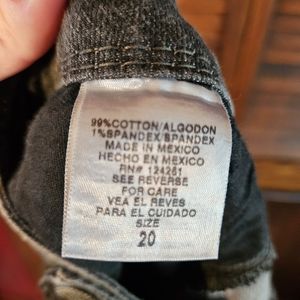 99%COTTON/ALGODON
1%SPANDEX/SPANDEX
MADE IN MEXICO
HECHO EN MEXICO
RN# 124261
SEE REVERSE
FOR CARE
VEA EL REVES
PARA EL CUIDADO
SIZE
20